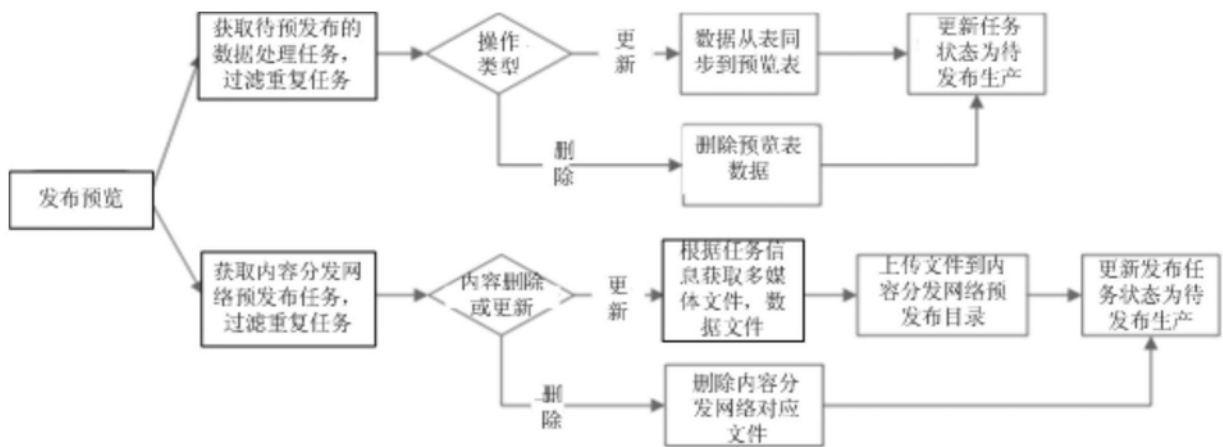 获取待预发布的
数据处理任务，
过滤重复任务
操作
类型
更
新
数据从表同
步到预览表
更新任务
状态为待
发布生产
删
除
删除预览表
数据
发布预览
获取内容分发网
络预发布任务，
过滤重复任务
内容删除
或更新
更
新
根据任务信
息获取多媒
体文件，数
据文件
上传文件到内
容分发网络预
发布目录
更新发布任
务状态为待
发布生产
删
除
删除内容分
发网络对应
文件